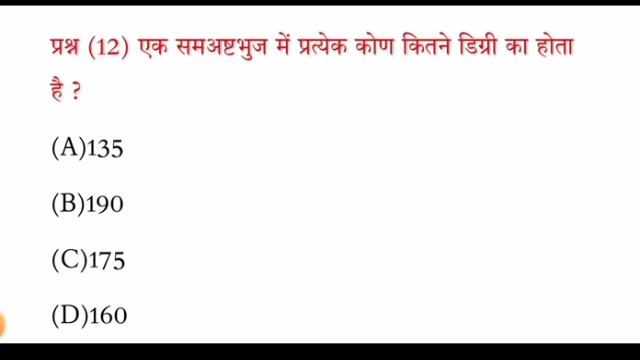 प्रश्न (12) एक समअष्टभुज में प्रत्येक कोण कितने डिग्री का होता
है ?
(A)135
(B)190
(C)175
(D)160